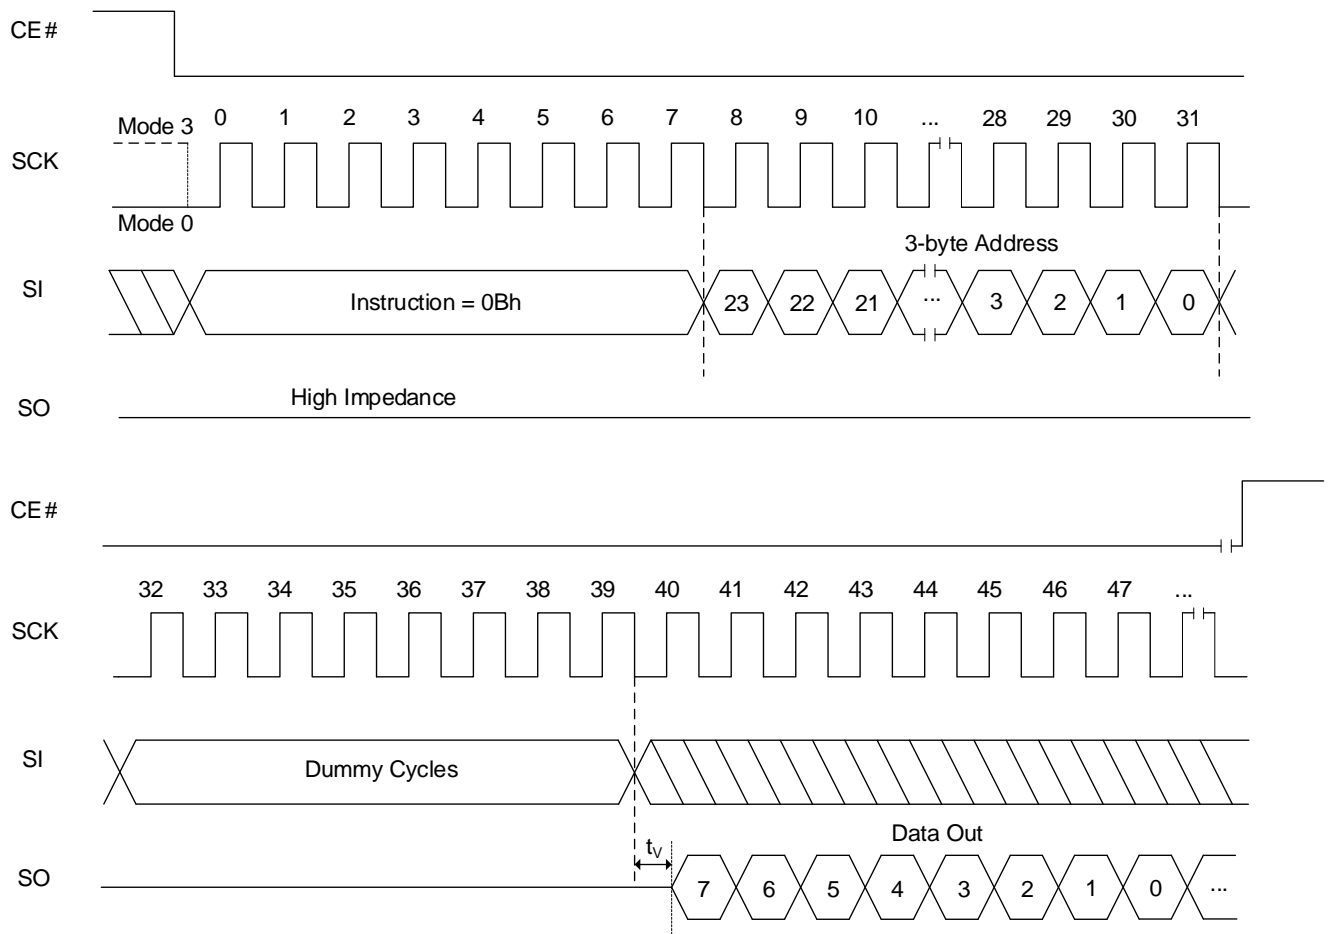 CE#
Mode 3 0 1 2 3 4 5 6 7 8 9 10 ... 28 29 30 31
SCK
Mode 0
3-byte Address
SI Instruction = 0Bh 23 22 21 ... 3 2 1 0
High Impedance
SO
CE#
32 33 34 35 36 37 38 39 40 41 42 43 44 45 46 47 ...
SCK
SI Dummy Cycles
Data Out
tV
SO 7 6 5 4 3 2 1 0 ...